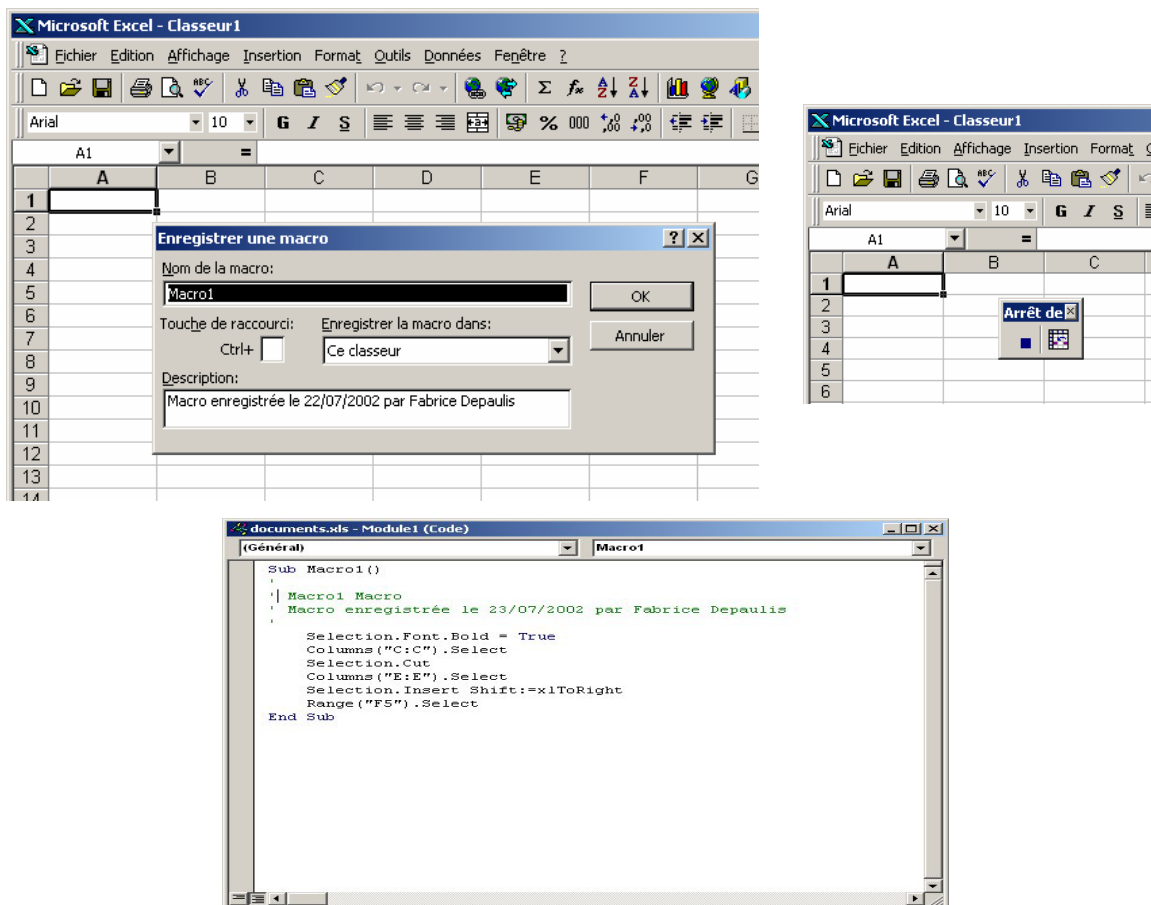 Microsoft Excel - Classeur1
Fichier Edition Affichage Insertion Format Outils Données Fenêtre ?
Arial 10 G I S % 000
A1 =
A B C D E F G
1
2
3
4
5
6
7
8
9
10
11
12
13
14
Enregistrer une macro
Nom de la macro:
Macro1
OK
Touche de raccourci: Enregistrer la macro dans:
Ctrl+ Ce classeur
Annuler
Description:
Macro enregistrée le 22/07/2002 par Fabrice Depaulis
Microsoft Excel - Classeur1
Fichier Edition Affichage Insertion Format
Arial 10 G I S
A1 =
A B C
1
2
3
4
5
6
Arrêt de
documents.xls - Module1 (Code)
(Général) Macro1
Sub Macro1()
'
' Macro1 Macro
' Macro enregistrée le 23/07/2002 par Fabrice Depaulis
'
Selection.Font.Bold = True
Columns("C:C").Select
Selection.Cut
Columns("E:E").Select
Selection.Insert Shift:=xlToRight
Range("F5").Select
End Sub